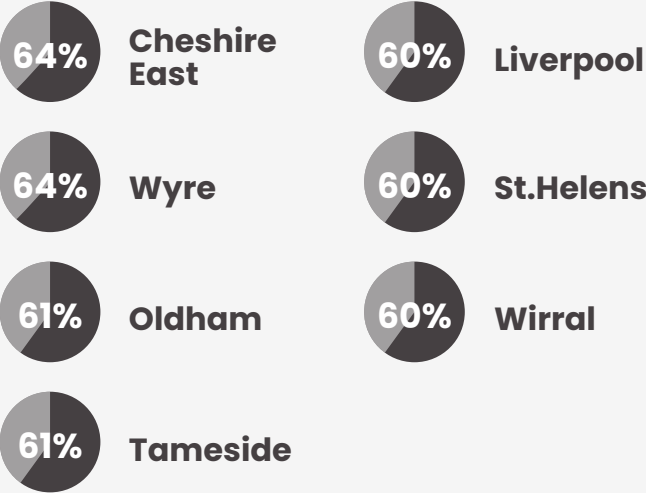 64%
Cheshire
East
64%
Wyre
61%
Oldham
61%
Tameside
60%
Liverpool
60%
St.Helens
60%
Wirral